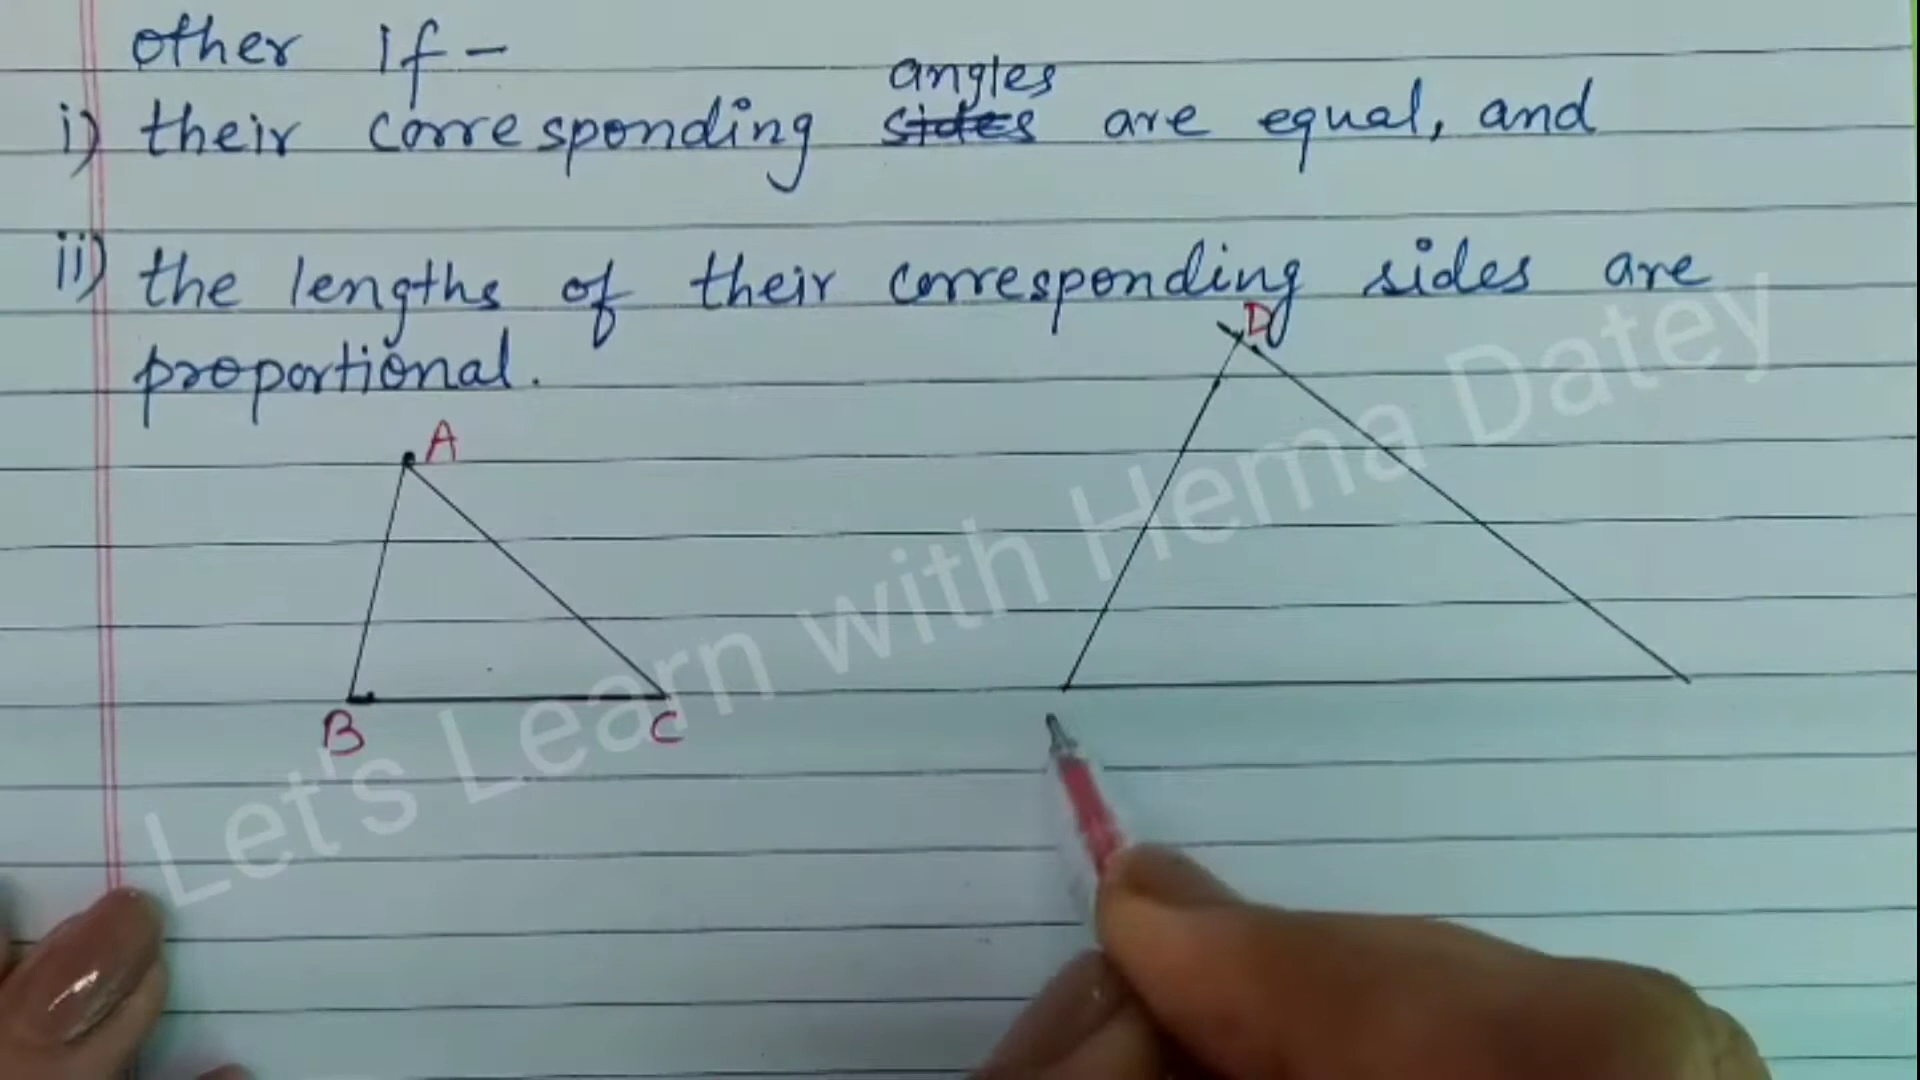 other if -
angles
i) their corresponding sides are equal, and
ii) the lengths of their corresponding sides are
proportional.
D
A
B
C
Let's Learn with Hema Datey